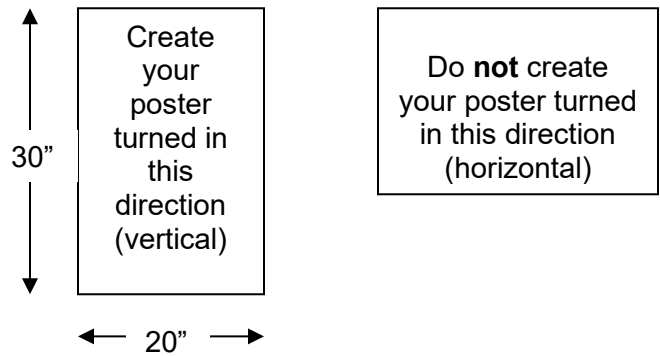 Create
your
poster
turned in
this
direction
(vertical)
30”
20”
Do not create
your poster turned
in this direction
(horizontal)